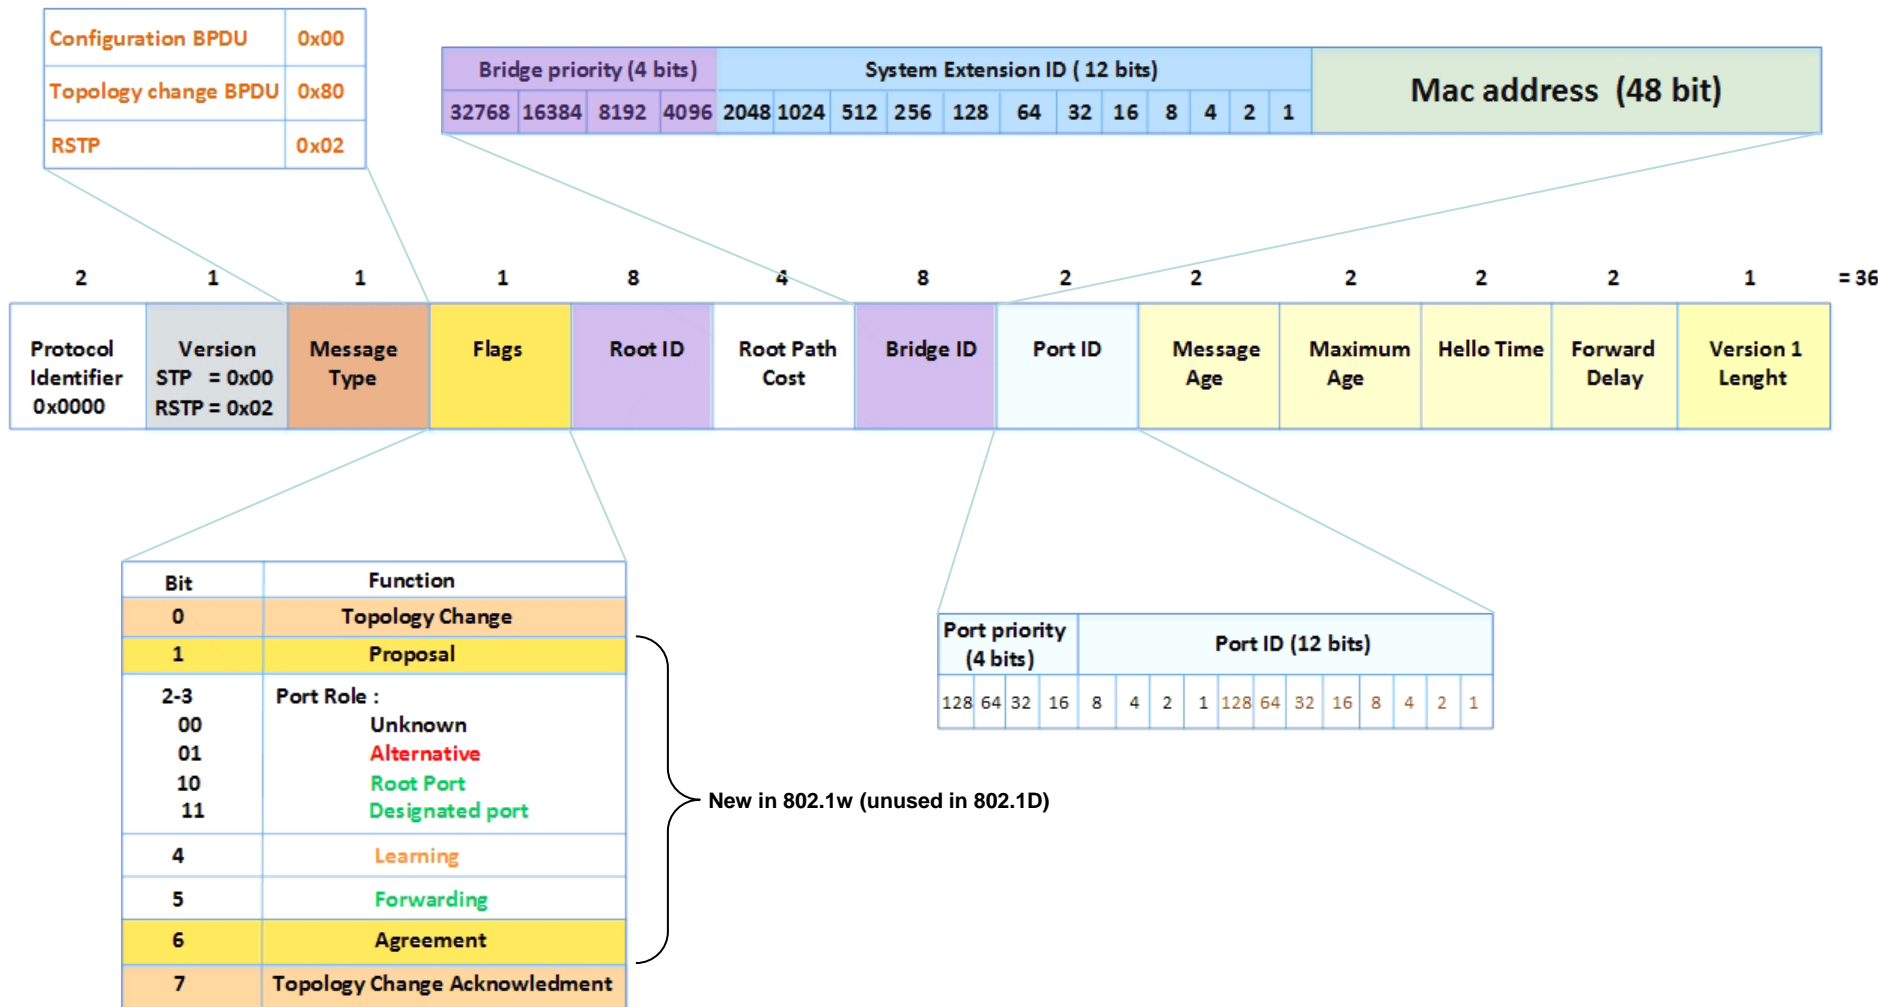 Configuration BPDU 0x00
Topology change BPDU 0x80
RSTP 0x02
Bridge priority (4 bits) System Extension ID ( 12 bits) Mac address (48 bit)
32768 16384 8192 4096 2048 1024 512 256 128 64 32 16 8 4 2 1
2 1 1 1 8 4 8 2 2 2 2 2 1 = 36
Protocol Identifier 0x0000
Version STP = 0x00 RSTP = 0x02
Message Type
Flags
Root ID
Root Path Cost
Bridge ID
Port ID
Message Age
Maximum Age
Hello Time
Forward Delay
Version 1 Lenght
Bit Function
0 Topology Change
1 Proposal
2-3 Port Role :
00 Unknown
01 Alternative
10 Root Port
11 Designated port
4 Learning
5 Forwarding
6 Agreement
7 Topology Change Acknowledment
New in 802.1w (unused in 802.1D)
Port priority (4 bits) Port ID (12 bits)
128 64 32 16 8 4 2 1 128 64 32 16 8 4 2 1